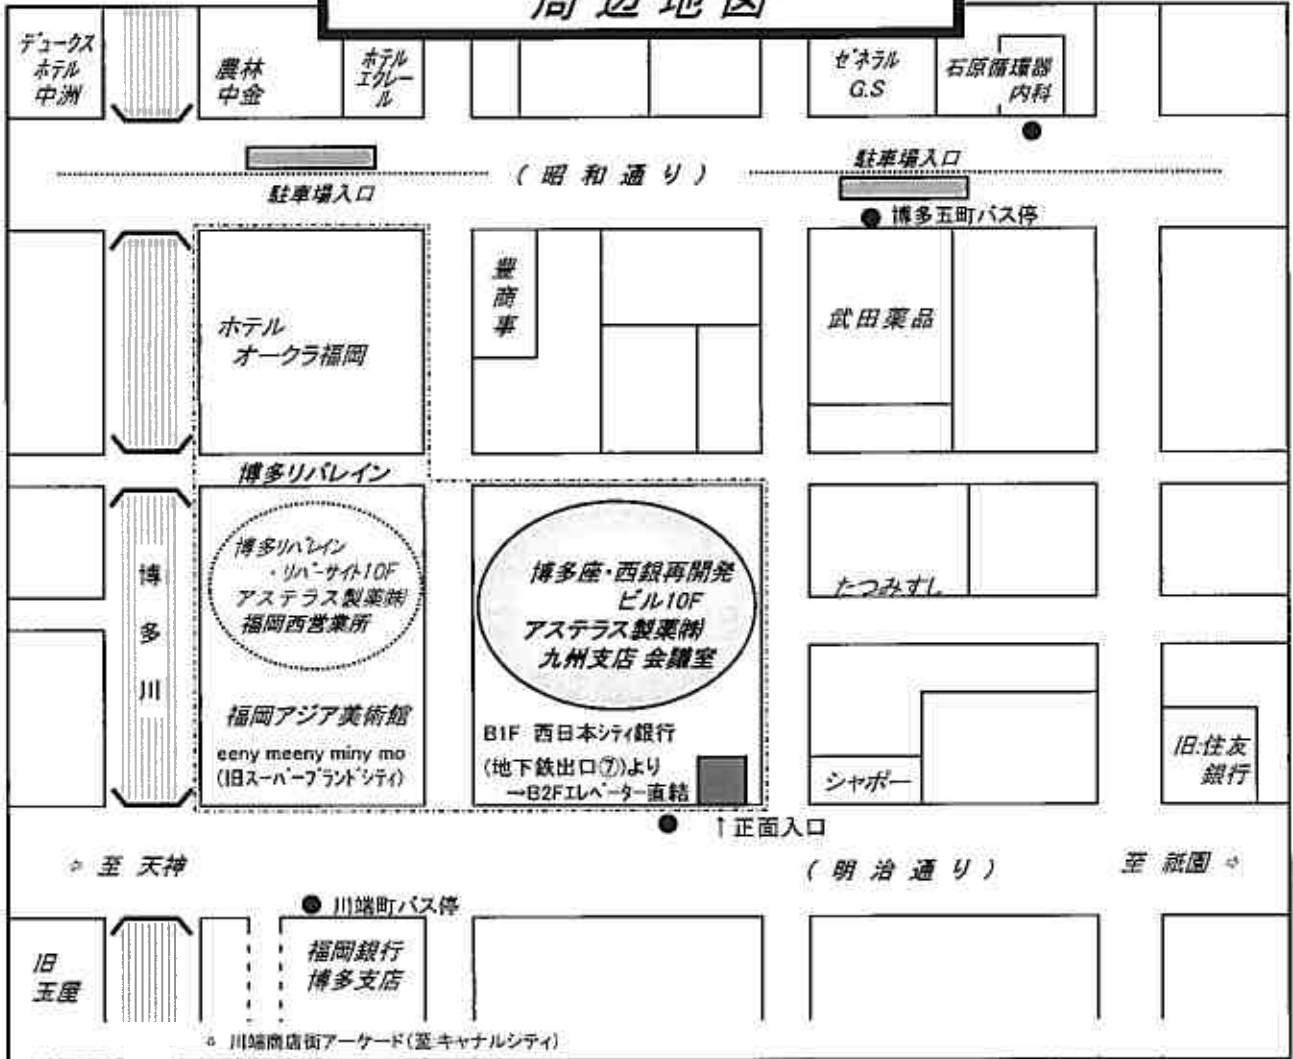 周辺地図
デュークス
ホテル
中洲
農林
中金
ホテル
エクレー
ル
ゼネラル
G.S
石原循環器
内科
駐車場入口
(昭和通り)
駐車場入口
博多五町バス停
ホテル
オークラ福岡
豊商事
武田薬品
博多リバレイン
博多リバレイン
・リバーサイト10F
アステラス製薬㈱
福岡西営業所
博多座・西銀再開発
ビル10F
アステラス製薬㈱
九州支店 会議室
たつみすし
博多川
福岡アジア美術館
eeny meeny miny mo
(旧スーパーブランドシティ)
B1F 西日本シティ銀行
(地下鉄出口⑦)より
→B2Fエレベーター直結
シャポー
旧:住友
銀行
↑正面入口
⇦ 至 天神
(明治通り)
至 祇園 ⇨
川端町バス停
旧
玉屋
福岡銀行
博多支店
川端商店街アーケード(至キャナルシティ)